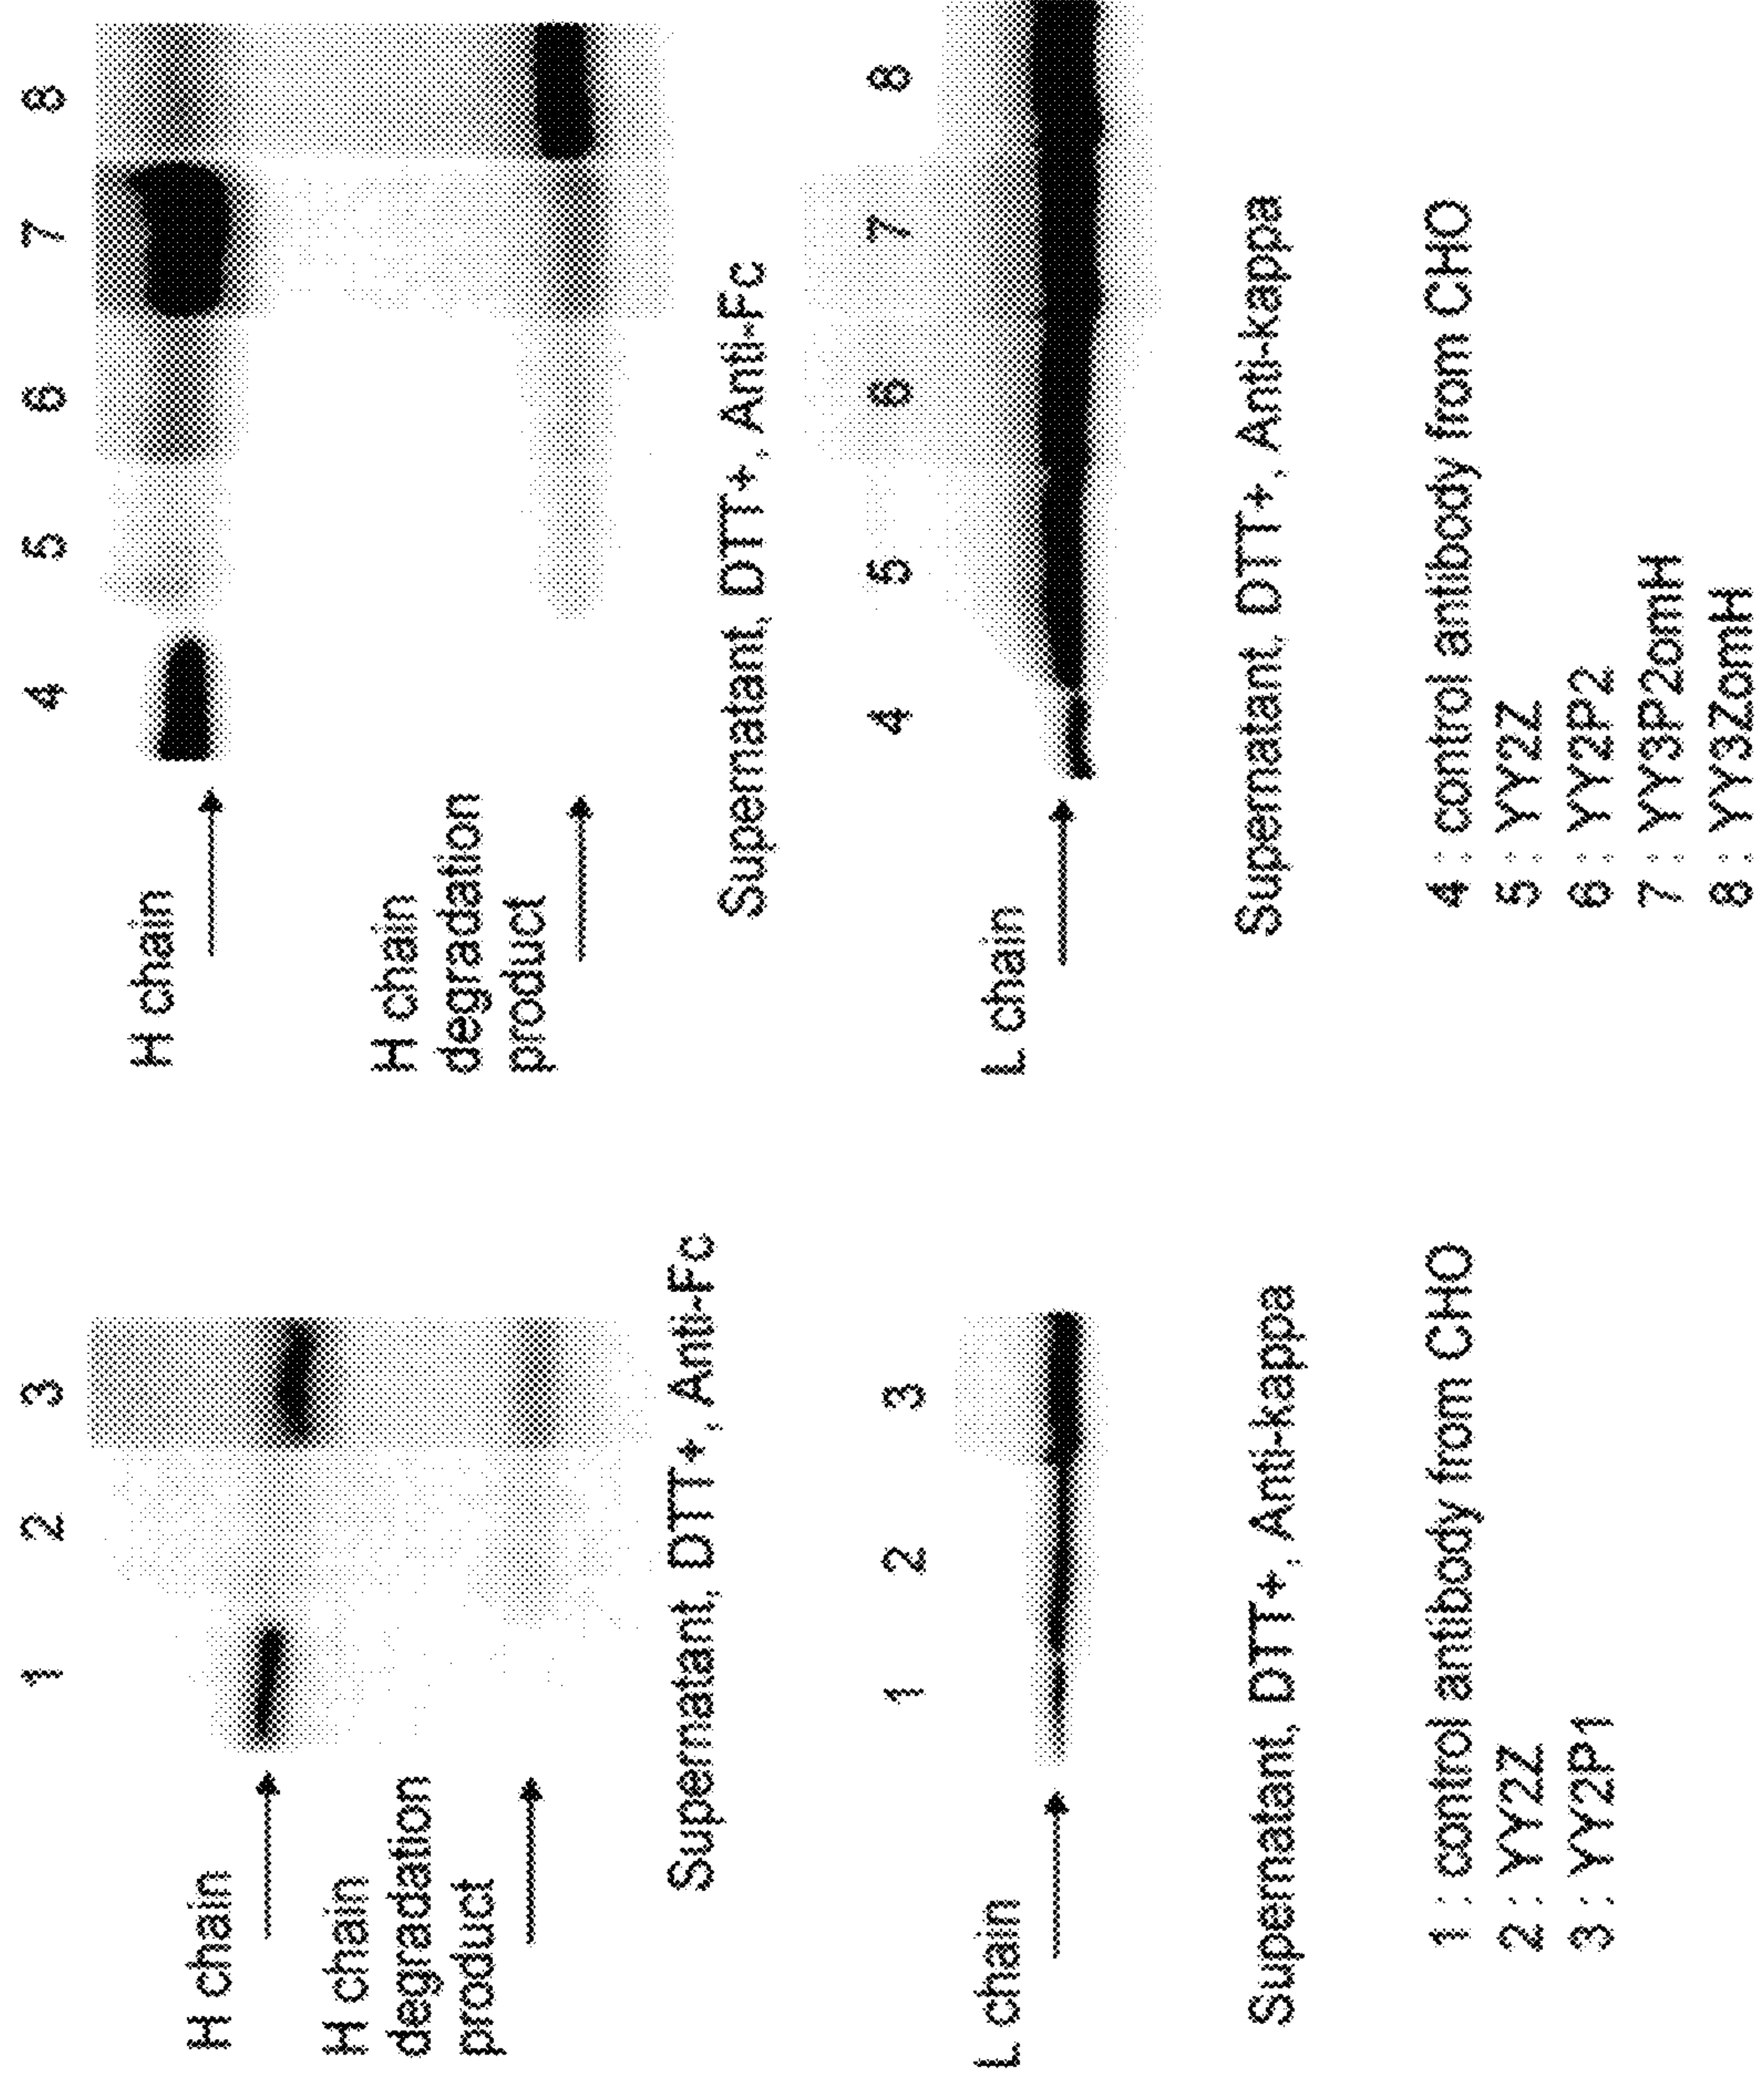 1 2 3
H chain
H chain
degradation
product
Supernatant, DTT+, Anti-Fc
1 2 3
L chain
Supernatant, DTT+, Anti-kappa
1 : control antibody from CHO
2 : YY2Z
3 : YY2P1
4 5 6 7 8
H chain
H chain
degradation
product
Supernatant, DTT+, Anti-Fc
4 5 6 7 8
L chain
Supernatant, DTT+, Anti-kappa
4 : control antibody from CHO
5 : YY2Z
6 : YY2P2
7 : YY3P2omH
8 : YY3ZomH